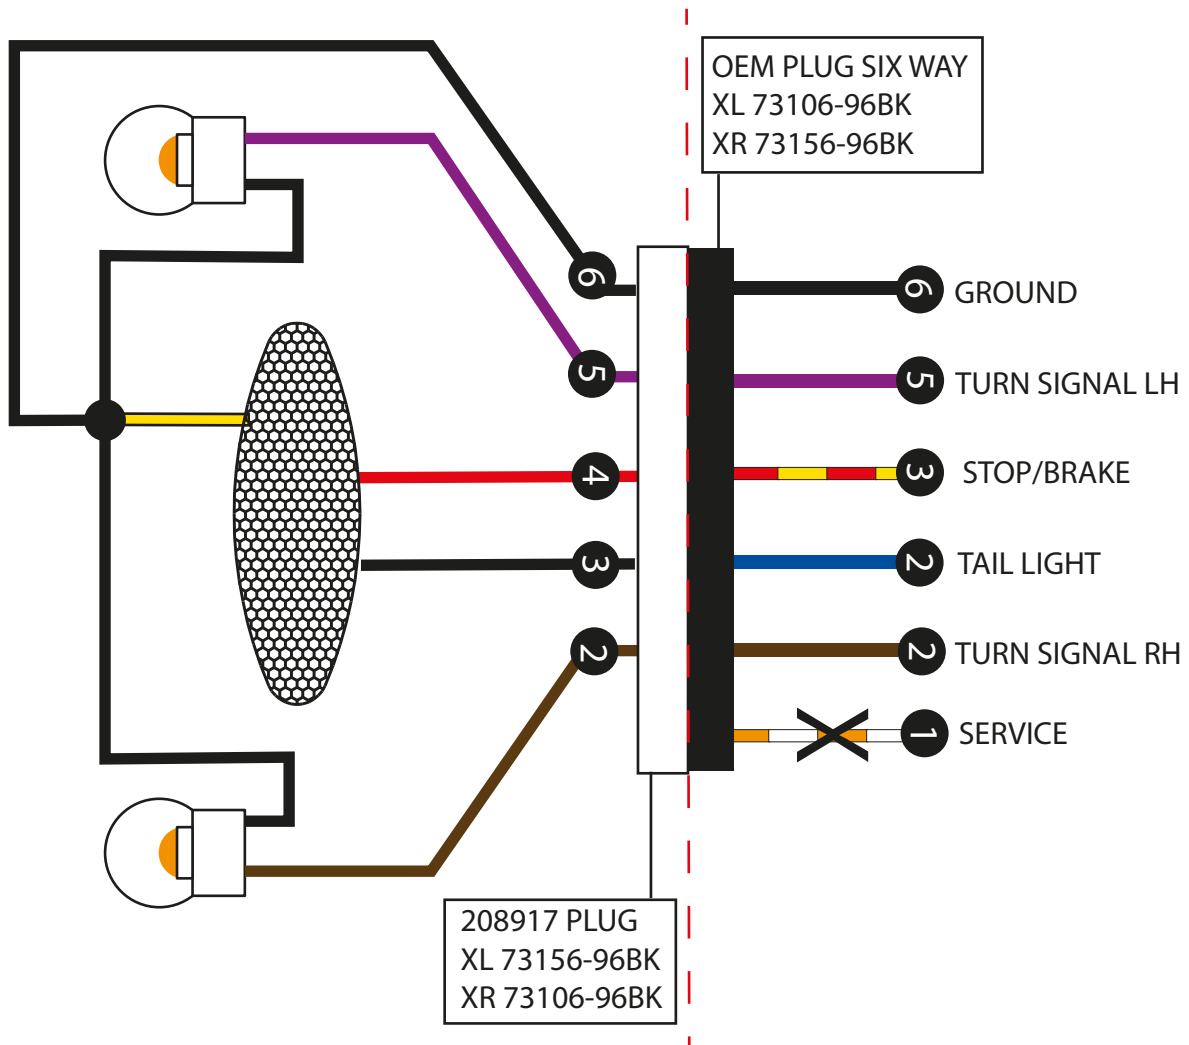 OEM PLUG SIX WAY
XL 73106-96BK
XR 73156-96BK
6
6 GROUND
5
5 TURN SIGNAL LH
4
3 STOP/BRAKE
3
2 TAIL LIGHT
2
2 TURN SIGNAL RH
1 SERVICE
208917 PLUG
XL 73156-96BK
XR 73106-96BK